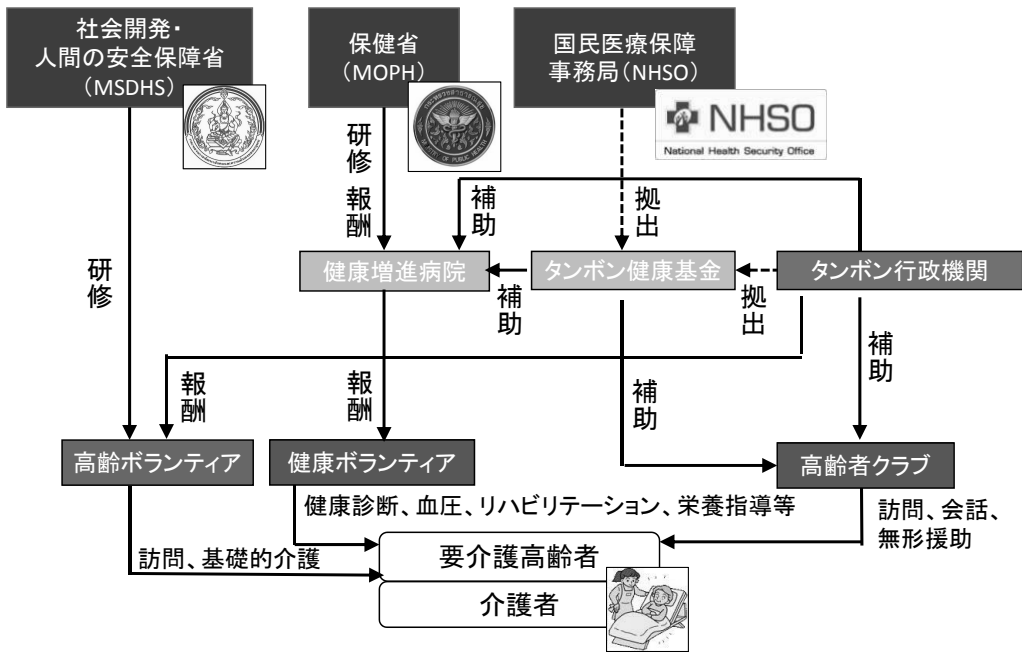 社会開発・
人間の安全保障省
（MSDHS）
保健省
（MOPH）
国民医療保障
事務局（NHSO）
NHSO
National Health Security Office
研修
報酬
補助
拠出
研修
健康増進病院
タンボン健康基金
タンボン行政機関
補助
拠出
報酬
報酬
補助
補助
高齢ボランティア
健康ボランティア
高齢者クラブ
健康診断、血圧、リハビリテーション、栄養指導等
訪問、会話、
無形援助
訪問、基礎的介護
要介護高齢者
介護者